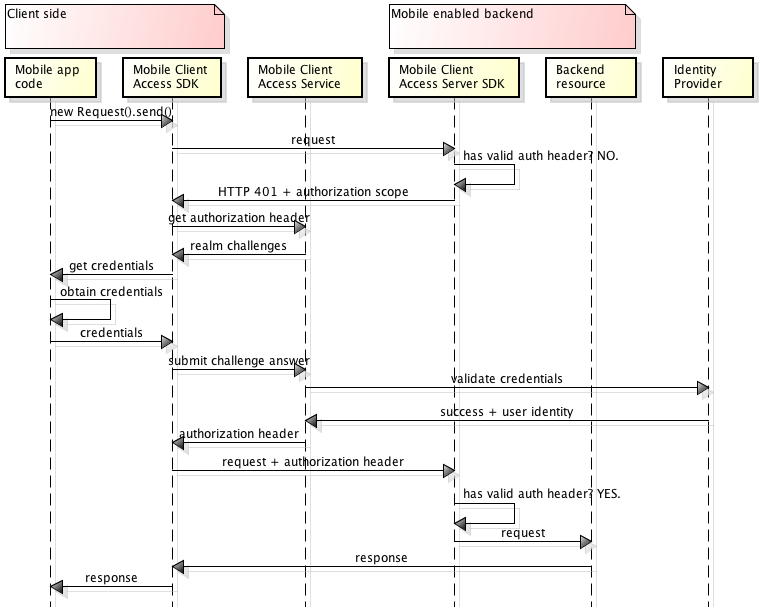 Client side
Mobile enabled backend
Mobile app
code
Mobile Client
Access SDK
Mobile Client
Access Service
Mobile Client
Access Server SDK
Backend
resource
Identity
Provider
new Request().send()
request
has valid auth header? NO.
HTTP 401 + authorization scope
get authorization header
realm challenges
get credentials
obtain credentials
credentials
submit challenge answer
validate credentials
success + user identity
authorization header
request + authorization header
has valid auth header? YES.
request
response
response